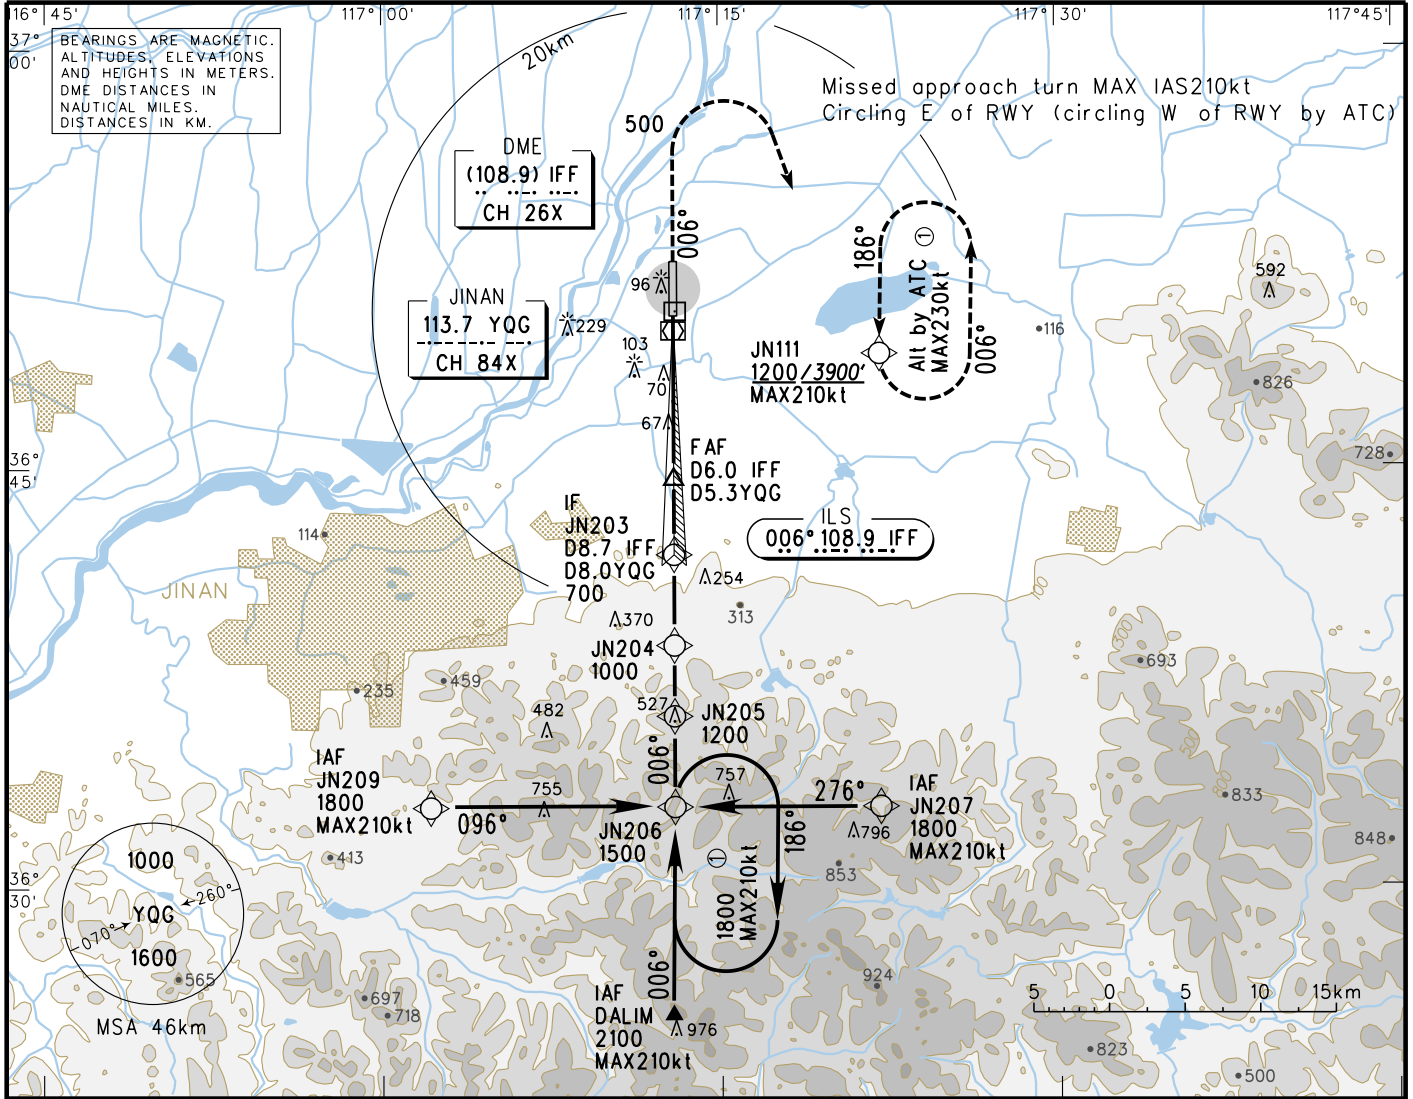 116° 45'
117° 00'
117° 15'
117° 30'
117° 45'
37°
00'
BEARINGS ARE MAGNETIC.
ALTITUDES, ELEVATIONS
AND HEIGHTS IN METERS.
DME DISTANCES IN
NAUTICAL MILES.
DISTANCES IN KM.
20km
Missed approach turn MAX IAS210kt
Circling E of RWY (circling W of RWY by ATC)
500
DME
(108.9) IFF
CH 26X
006°
186°
①
Alt by ATC
MAX230kt
006°
592
96
JINAN
113.7 YQG
CH 84X
229
103
116
JN111
1200/3900'
MAX210kt
70
826
67
36°
45'
FAF
D6.0 IFF
D5.3YQG
728
IF
JN203
D8.7 IFF
D8.0YQG
700
ILS
006° 108.9 IFF
114
JINAN
254
100
313
370
300
JN204
1000
693
459
235
527
482
JN205
1200
500
006°
IAF
JN209
1800
MAX210kt
755
757
276°
IAF
JN207
1800
MAX210kt
833
096°
JN206
1500
186°
796
848
413
853
1000
YQG
1600
260°
070°
MSA 46km
36°
30'
①
1800
MAX210kt
565
697
718
006°
924
IAF
DALIM
2100
MAX210kt
976
5 0 5 10 15km
823
500